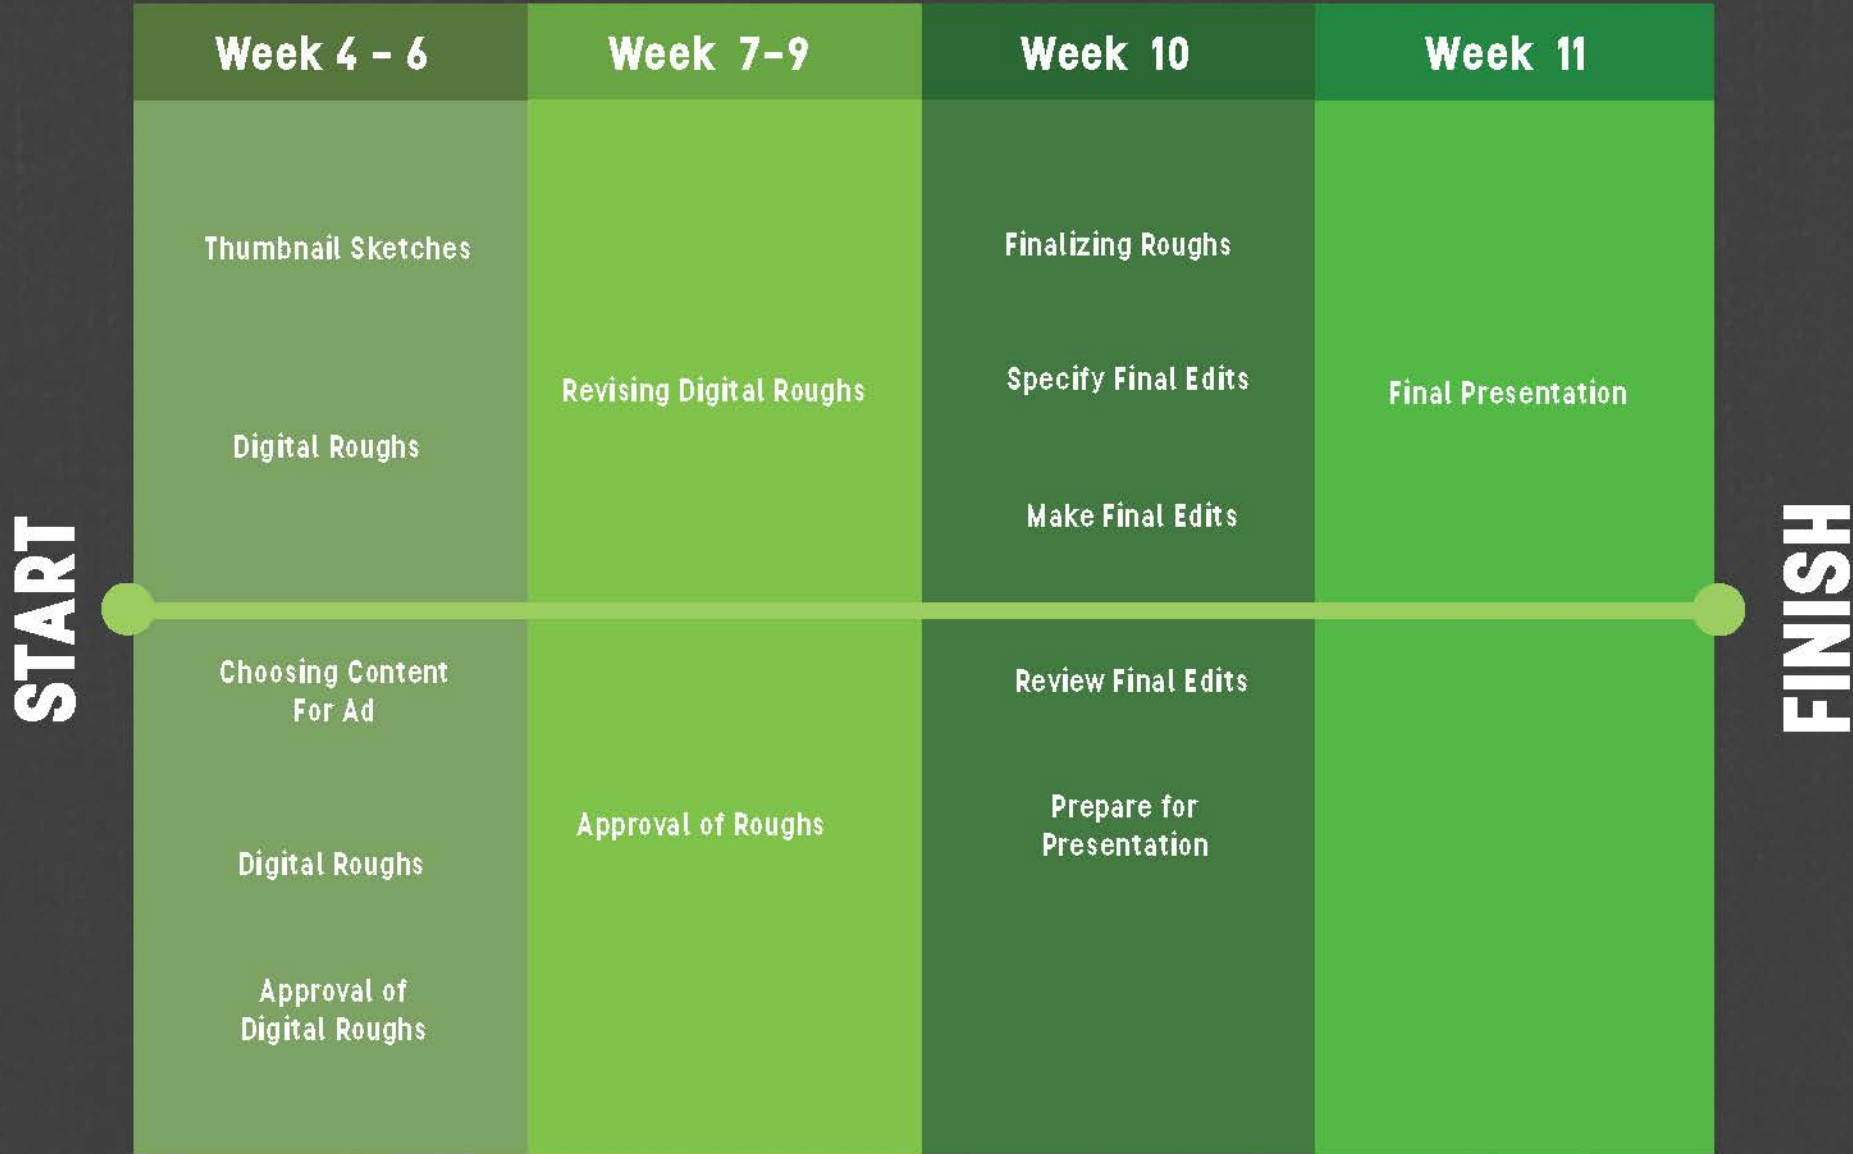 START
Week 4 - 6
Thumbnail Sketches
Digital Roughs
Choosing Content
For Ad
Digital Roughs
Approval of
Digital Roughs
Week 7-9
Revising Digital Roughs
Approval of Roughs
Week 10
Finalizing Roughs
Specify Final Edits
Make Final Edits
Review Final Edits
Prepare for
Presentation
Week 11
Final Presentation
FINISH